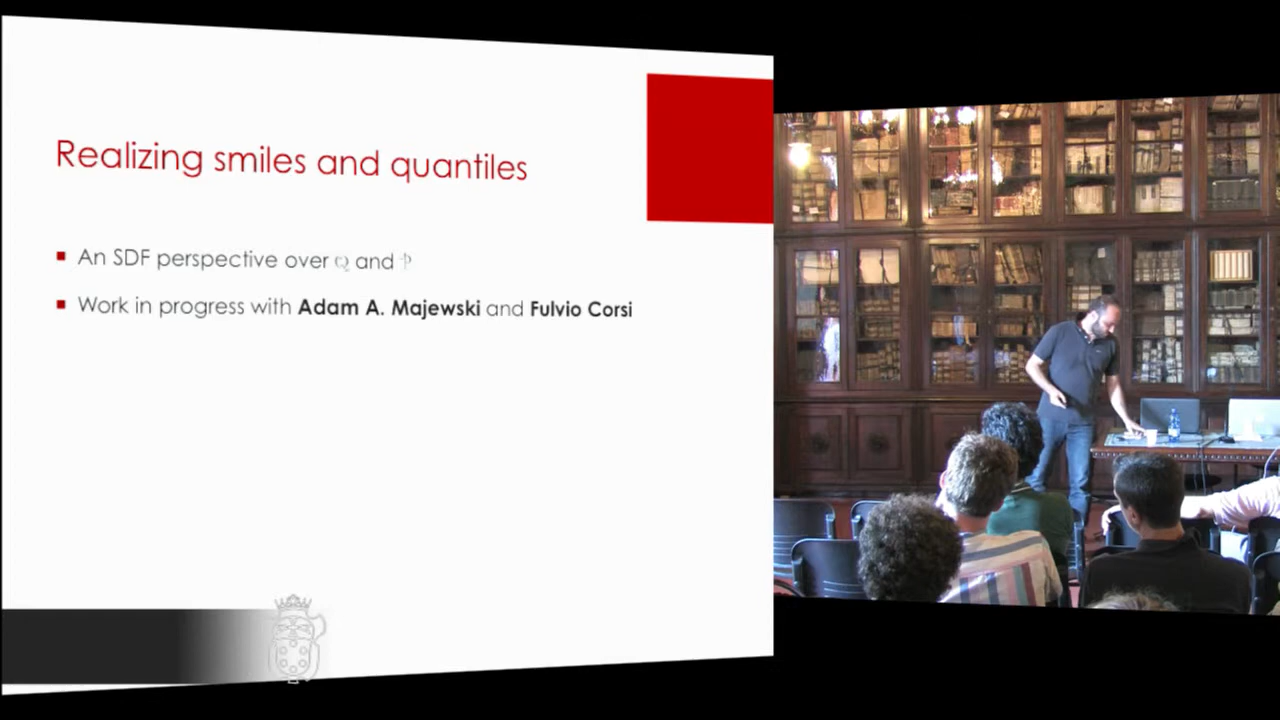 Realizing smiles and quantiles
An SDF perspective over ℚ and ℙ
Work in progress with Adam A. Majewski and Fulvio Corsi